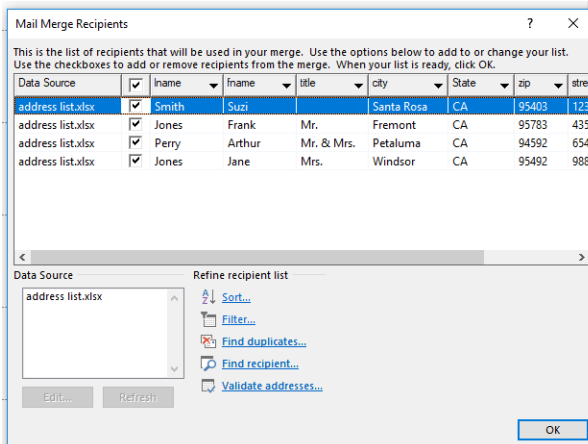 Mail Merge Recipients ? ×
This is the list of recipients that will be used in your merge. Use the options below to add to or change your list.
Use the checkboxes to add or remove recipients from the merge. When your list is ready, click OK.
Data Source lname fname title city State zip stre
address list.xlsx Smith Suzi Santa Rosa CA 95403 123
address list.xlsx Jones Frank Mr. Fremont CA 95783 435
address list.xlsx Perry Arthur Mr. & Mrs. Petaluma CA 94592 654
address list.xlsx Jones Jane Mrs. Windsor CA 95492 988
Data Source Refine recipient list
address list.xlsx
Sort...
Filter...
Find duplicates...
Find recipient...
Validate addresses...
Edit... Refresh
OK